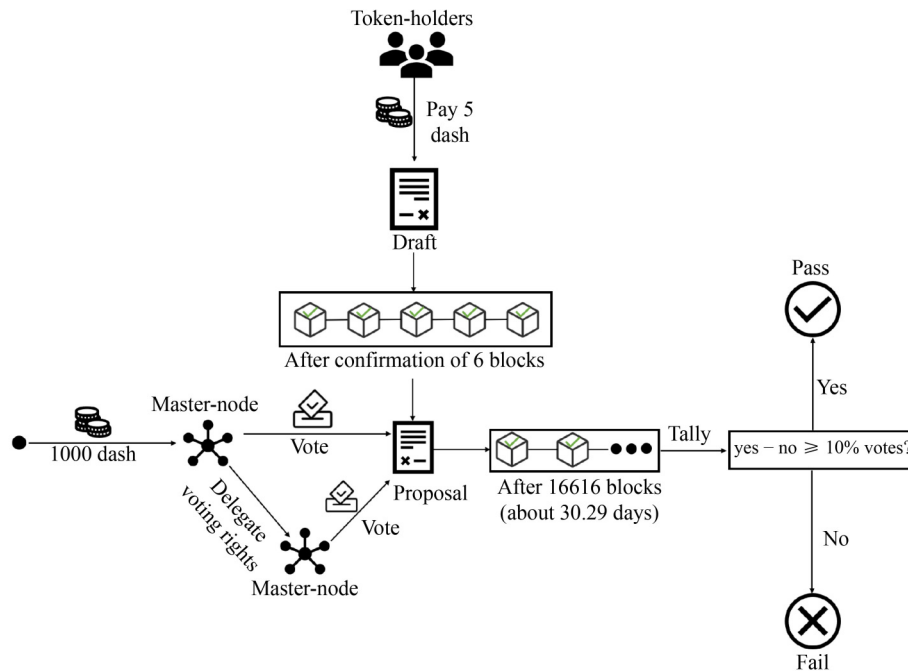 Token-holders
Pay 5
dash
Draft
After confirmation of 6 blocks
Pass
Yes
Master-node
1000 dash
Vote
Proposal
Tally
yes – no ⩾ 10% votes?
After 16616 blocks
(about 30.29 days)
Delegate
voting rights
Vote
Master-node
No
Fail